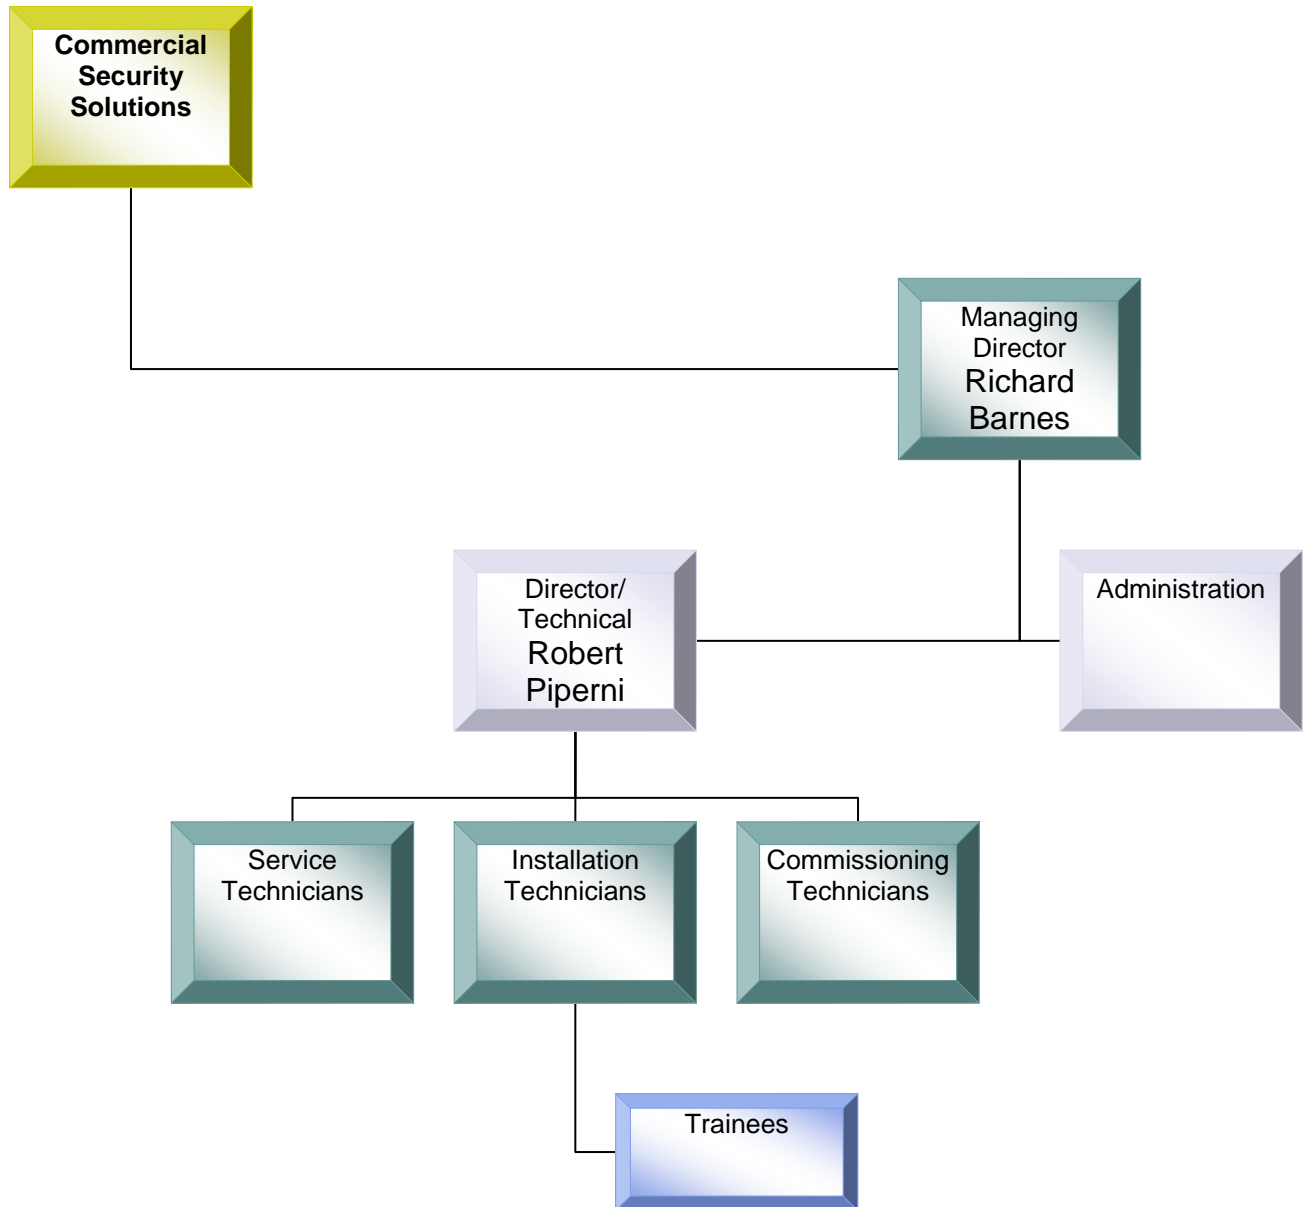 Commercial
Security
Solutions
Managing
Director
Richard
Barnes
Director/
Technical
Robert
Piperni
Administration
Service
Technicians
Installation
Technicians
Commissioning
Technicians
Trainees